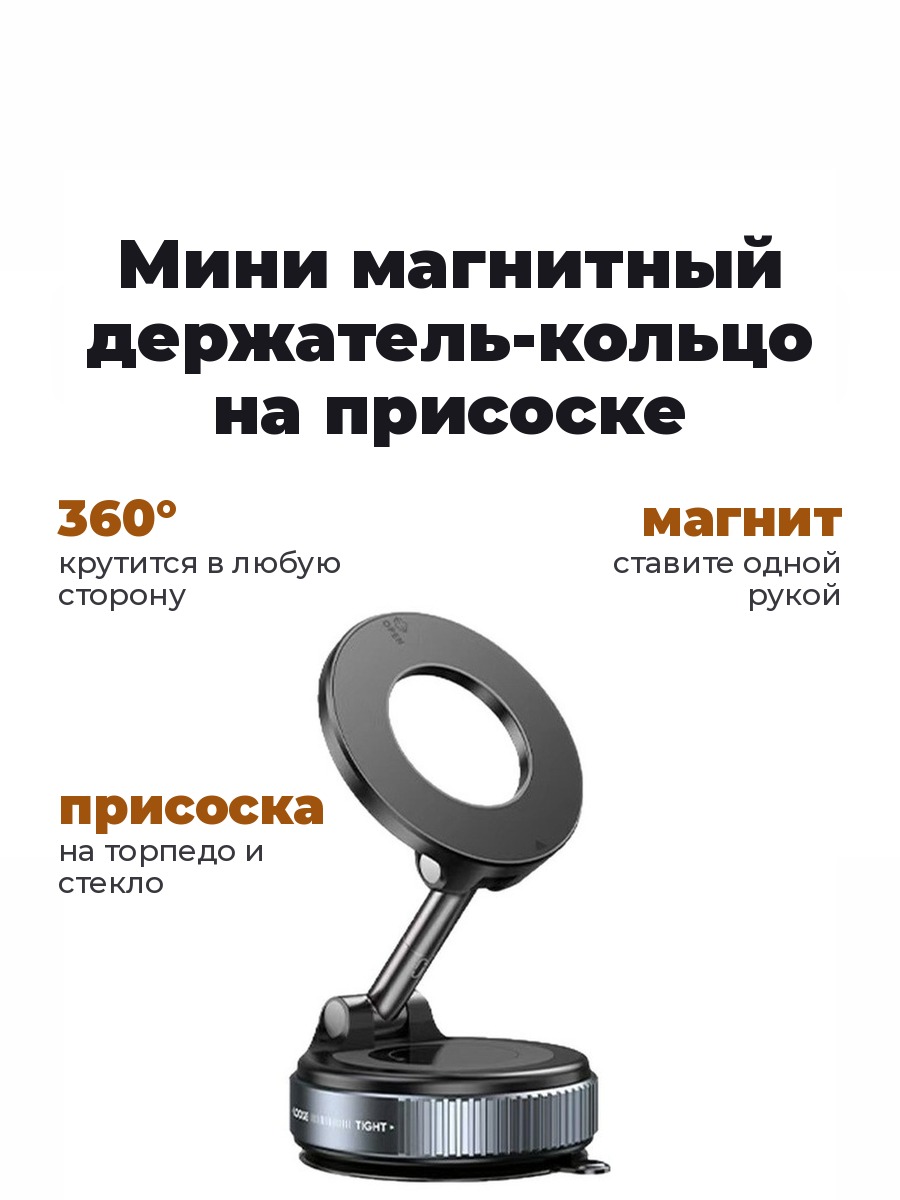 Мини магнитный
держатель-кольцо
на присоске
360°
крутится в любую
сторону
магнит
ставите одной
рукой
OPEN
присоска
на торпедо и
стекло
TIGHT